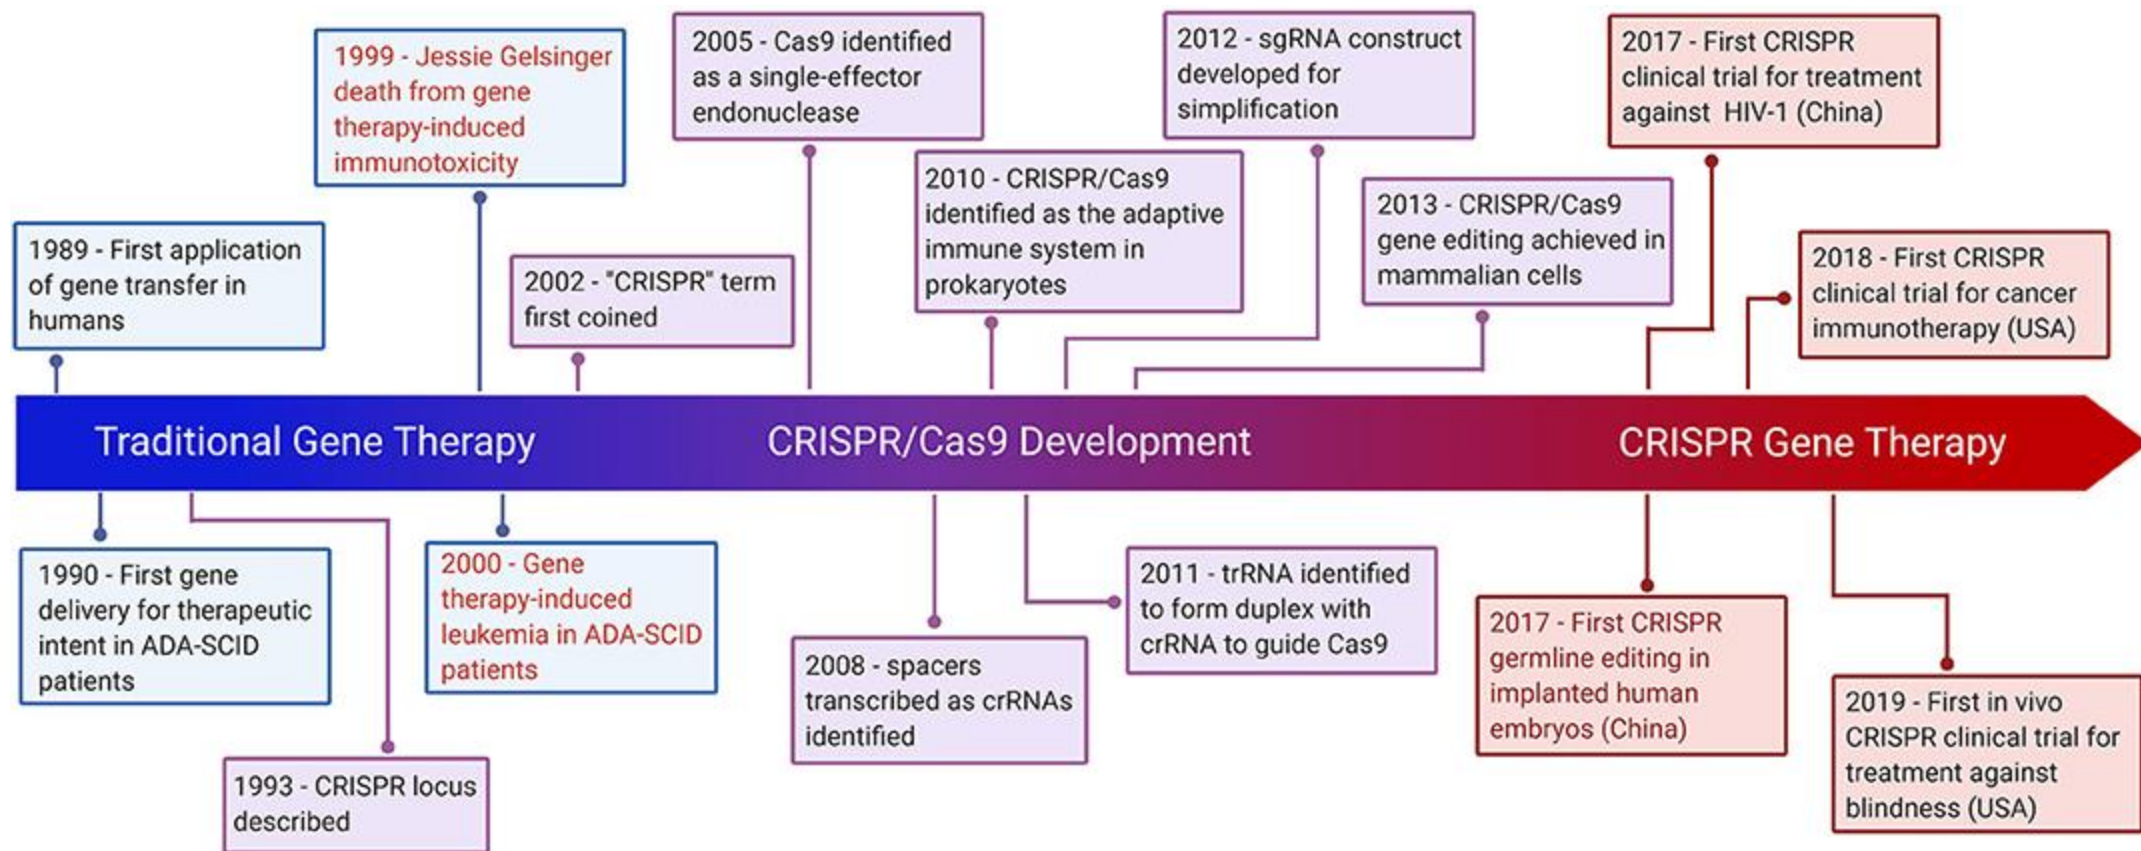 1999 - Jessie Gelsinger
death from gene
therapy-induced
immunotoxicity
2005 - Cas9 identified
as a single-effector
endonuclease
2012 - sgRNA construct
developed for
simplification
2017 - First CRISPR
clinical trial for treatment
against HIV-1 (China)
1989 - First application
of gene transfer in
humans
2002 - "CRISPR" term
first coined
2010 - CRISPR/Cas9
identified as the adaptive
immune system in
prokaryotes
2013 - CRISPR/Cas9
gene editing achieved in
mammalian cells
2018 - First CRISPR
clinical trial for cancer
immunotherapy (USA)
Traditional Gene Therapy
CRISPR/Cas9 Development
CRISPR Gene Therapy
1990 - First gene
delivery for therapeutic
intent in ADA-SCID
patients
2000 - Gene
therapy-induced
leukemia in ADA-SCID
patients
2011 - trRNA identified
to form duplex with
crRNA to guide Cas9
2017 - First CRISPR
germline editing in
implanted human
embryos (China)
1993 - CRISPR locus
described
2008 - spacers
transcribed as crRNAs
identified
2019 - First in vivo
CRISPR clinical trial for
treatment against
blindness (USA)